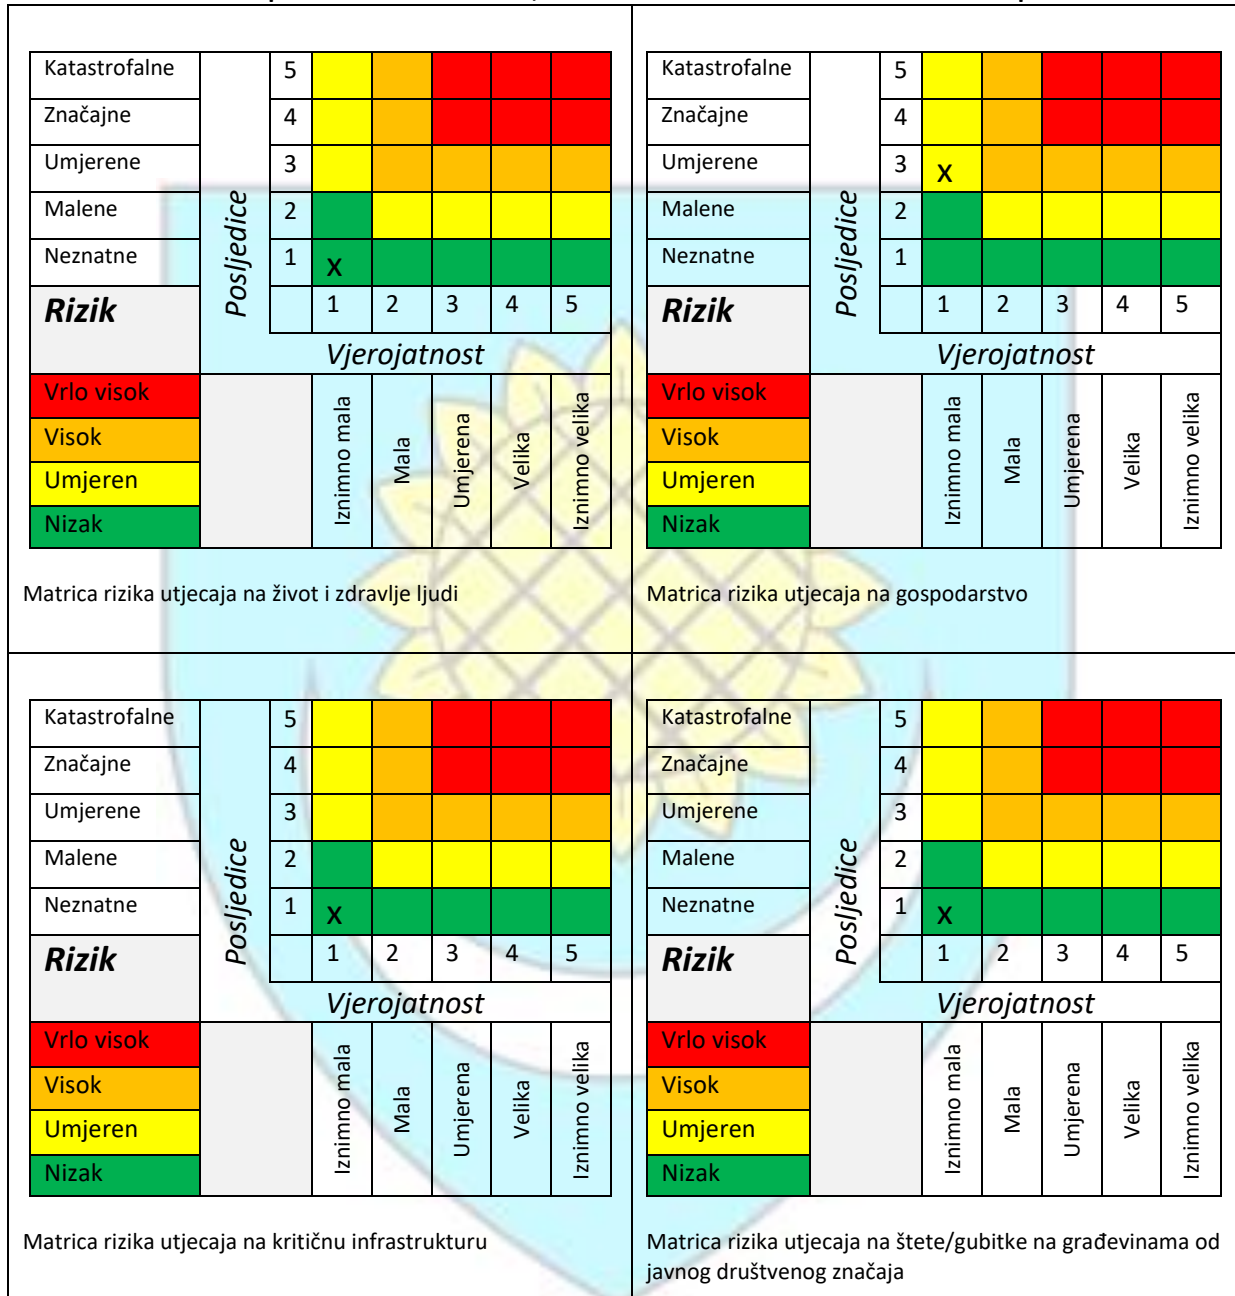 Katastrofalne 5
Značajne 4
Umjerene 3
Malene 2
Neznatne 1 x
Posljedice
Rizik 1 2 3 4 5
Vjerojatnost
Vrlo visok
Visok
Umjeren
Nizak
Iznimno mala
Mala
Umjerena
Velika
Iznimno velika
Matrica rizika utjecaja na život i zdravlje ljudi
Katastrofalne 5
Značajne 4
Umjerene 3 x
Malene 2
Neznatne 1
Posljedice
Rizik 1 2 3 4 5
Vjerojatnost
Vrlo visok
Visok
Umjeren
Nizak
Iznimno mala
Mala
Umjerena
Velika
Iznimno velika
Matrica rizika utjecaja na gospodarstvo
Katastrofalne 5
Značajne 4
Umjerene 3
Malene 2
Neznatne 1 x
Posljedice
Rizik 1 2 3 4 5
Vjerojatnost
Vrlo visok
Visok
Umjeren
Nizak
Iznimno mala
Mala
Umjerena
Velika
Iznimno velika
Matrica rizika utjecaja na kritičnu infrastrukturu
Katastrofalne 5
Značajne 4
Umjerene 3
Malene 2
Neznatne 1 x
Posljedice
Rizik 1 2 3 4 5
Vjerojatnost
Vrlo visok
Visok
Umjeren
Nizak
Iznimno mala
Mala
Umjerena
Velika
Iznimno velika
Matrica rizika utjecaja na štete/gubitke na građevinama od
javnog društvenog značaja